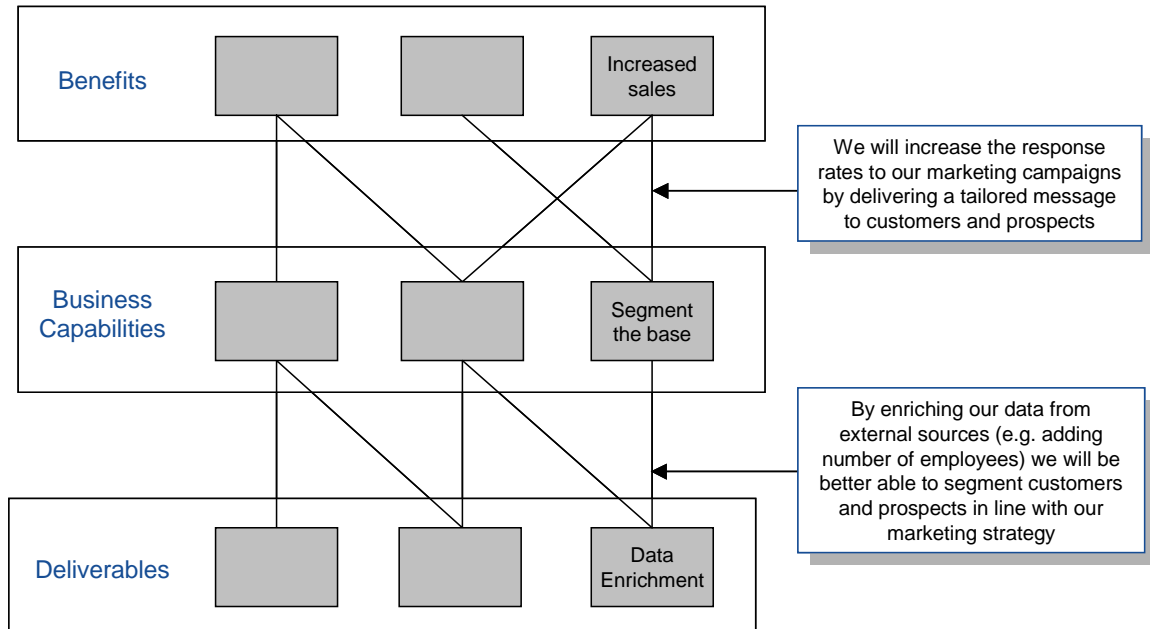 Benefits
Increased
sales
We will increase the response
rates to our marketing campaigns
by delivering a tailored message
to customers and prospects
Business
Capabilities
Segment
the base
By enriching our data from
external sources (e.g. adding
number of employees) we will be
better able to segment customers
and prospects in line with our
marketing strategy
Deliverables
Data
Enrichment